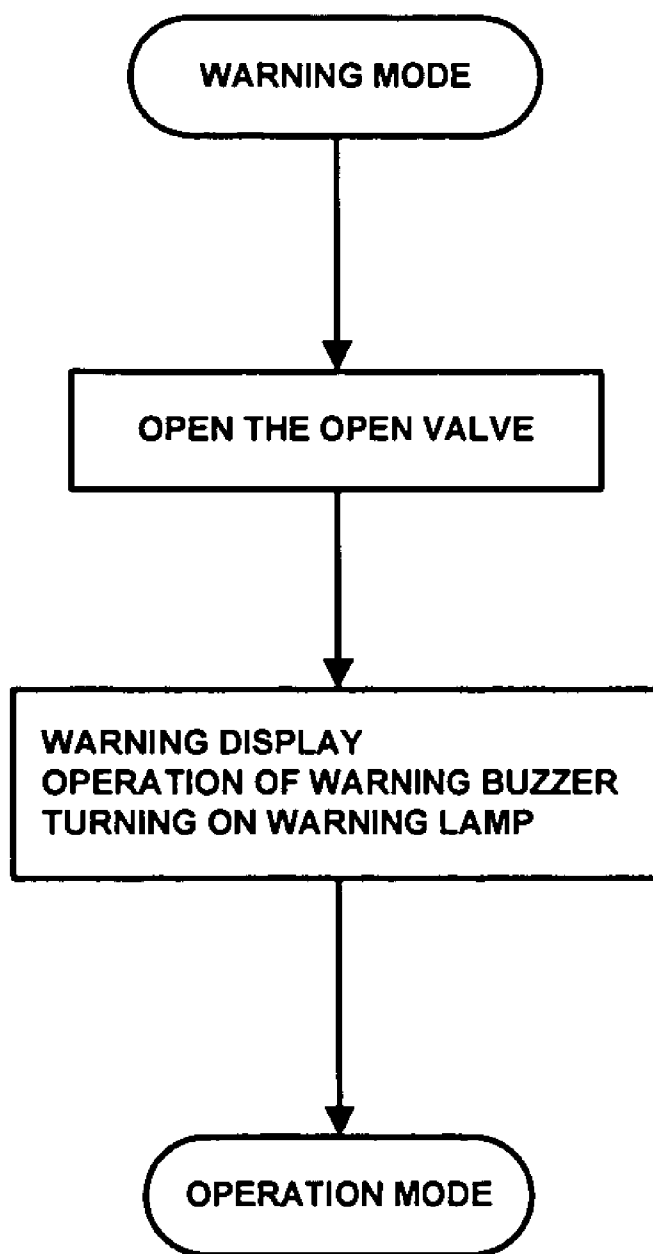 WARNING MODE
OPEN THE OPEN VALVE
WARNING DISPLAY
OPERATION OF WARNING BUZZER
TURNING ON WARNING LAMP
OPERATION MODE